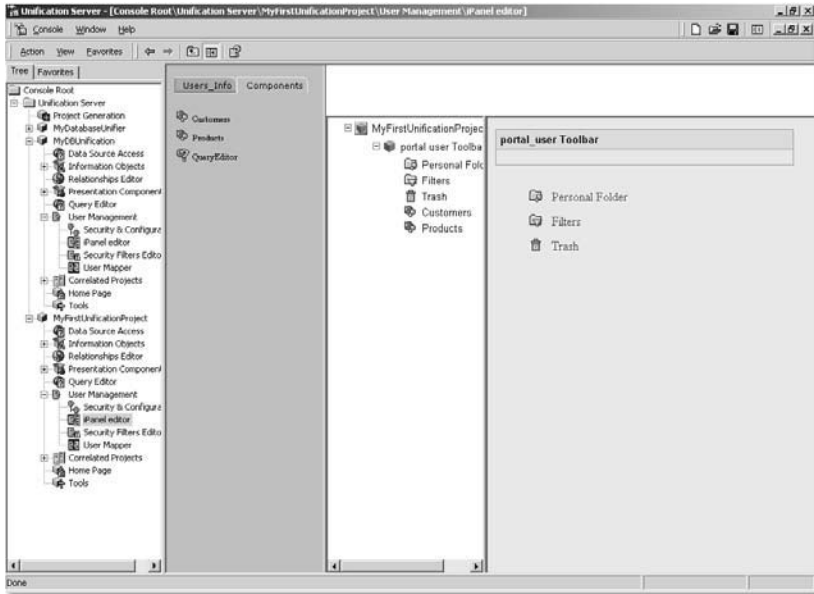 Unification Server - [Console Root\Unification Server\MyFirstUnificationProject\User Management\iPanel editor]
Console Window Help
Action View Favorites
Tree Favorites
Console Root
Unification Server
Project Generation
MyDatabaseUnifier
MyDBUnification
Data Source Access
Information Objects
Relationships Editor
Presentation Component
Query Editor
User Management
Security & Configura
iPanel editor
Security Filters Edito
User Mapper
Correlated Projects
Home Page
Tools
MyFirstUnificationProject
Data Source Access
Information Objects
Relationships Editor
Presentation Component
Query Editor
User Management
Security & Configura
iPanel editor
Security Filters Edito
User Mapper
Correlated Projects
Home Page
Tools
Users_Info Components
Customers
Products
QueryEditor
MyFirstUnificationProjec
portal user Toolba
Personal Folc
Filters
Trash
Customers
Products
portal_user Toolbar
Personal Folder
Filters
Trash
Done